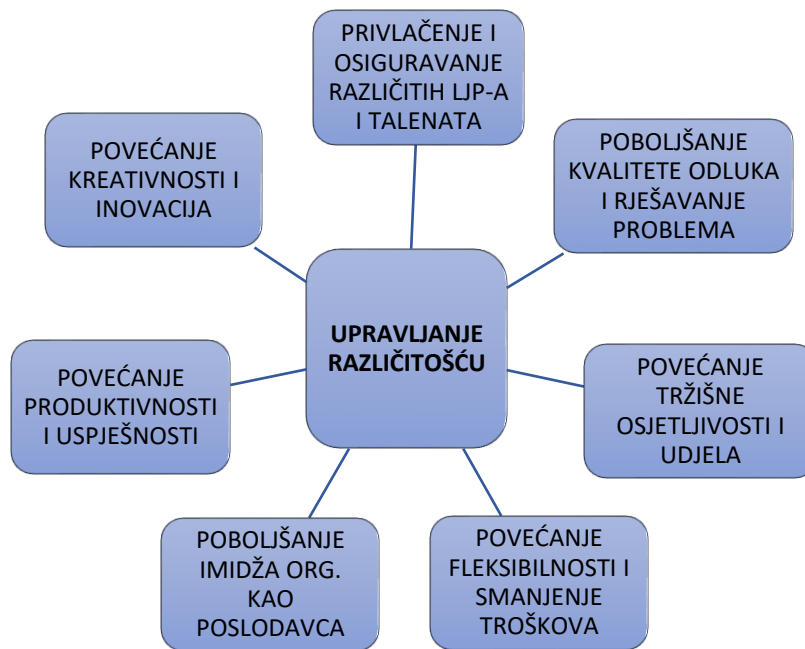 PRIVLAČENJE I
OSIGURAVANJE
RAZLIČITIH LJP-A
I TALENATA
POVEĆANJE
KREATIVNOSTI I
INOVACIJA
POBOLJŠANJE
KVALITETE ODLUKA
I RJEŠAVANJE
PROBLEMA
UPRAVLJANJE
RAZLIČITOŠĆU
POVEĆANJE
PRODUKTIVNOSTI
I USPJEŠNOSTI
POVEĆANJE
TRŽIŠNE
OSJETLJIVOSTI I
UDJELA
POBOLJŠANJE
IMIDŽA ORG.
KAO
POSLODAVCA
POVEĆANJE
FLEKSIBILNOSTI I
SMANJENJE
TROŠKOVA